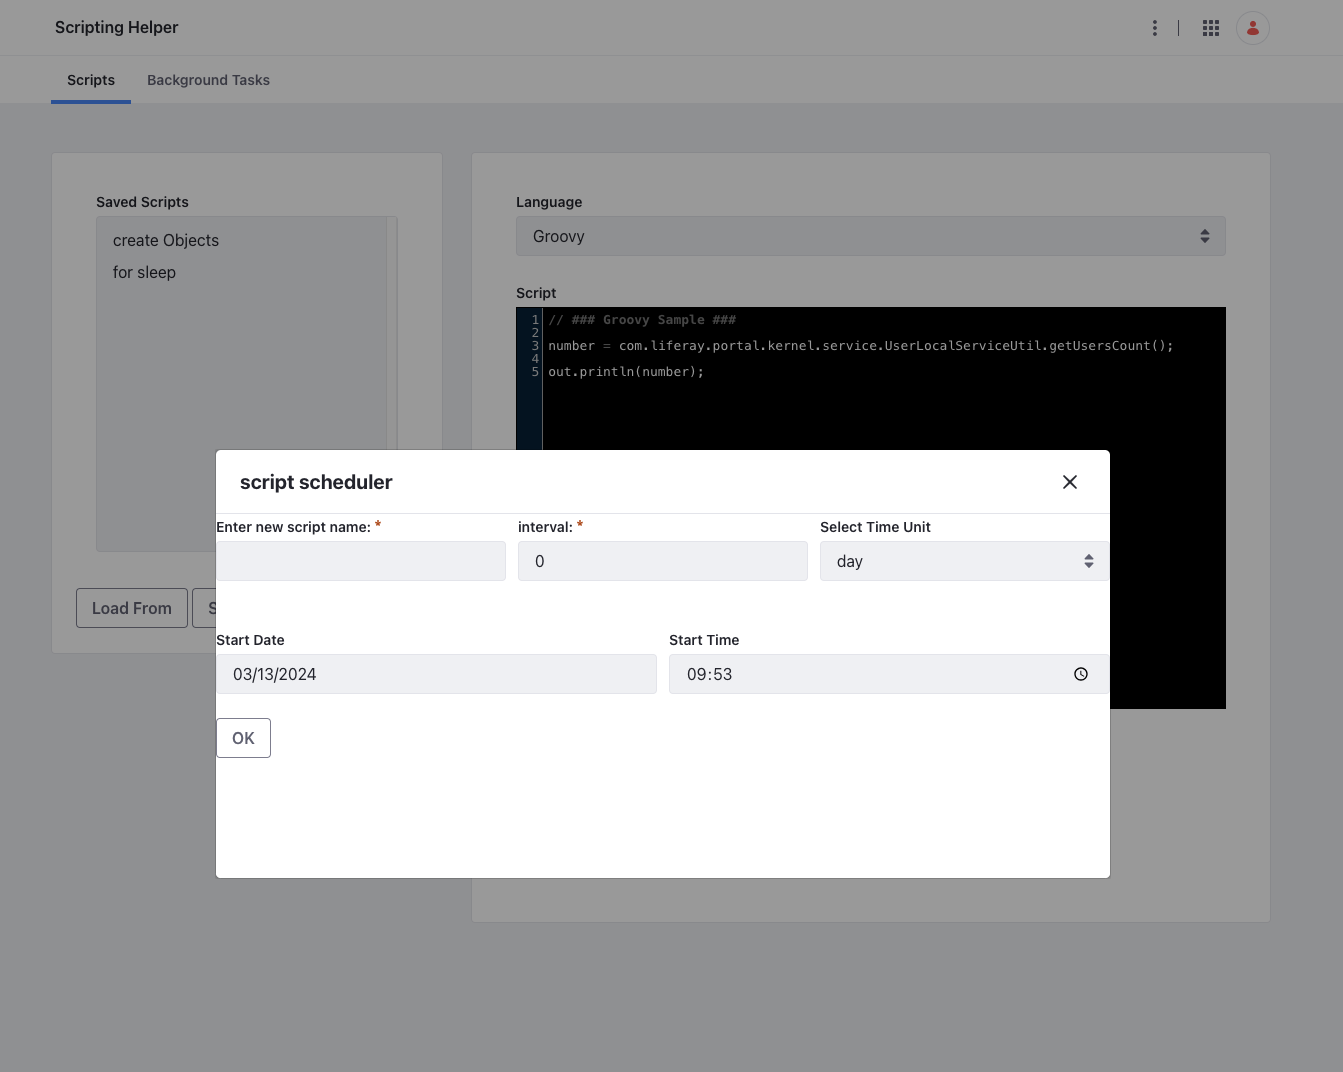 Scripting Helper
Scripts
Background Tasks
Saved Scripts
create Objects
for sleep
Load From
S
Language
Groovy
Script
1 // ### Groovy Sample ###
2
3 number = com.liferay.portal.kernel.service.UserLocalServiceUtil.getUsersCount();
4
5 out.println(number);
script scheduler
Enter new script name: *
interval: *
Select Time Unit
0
day
Start Date
Start Time
03/13/2024
09:53
OK